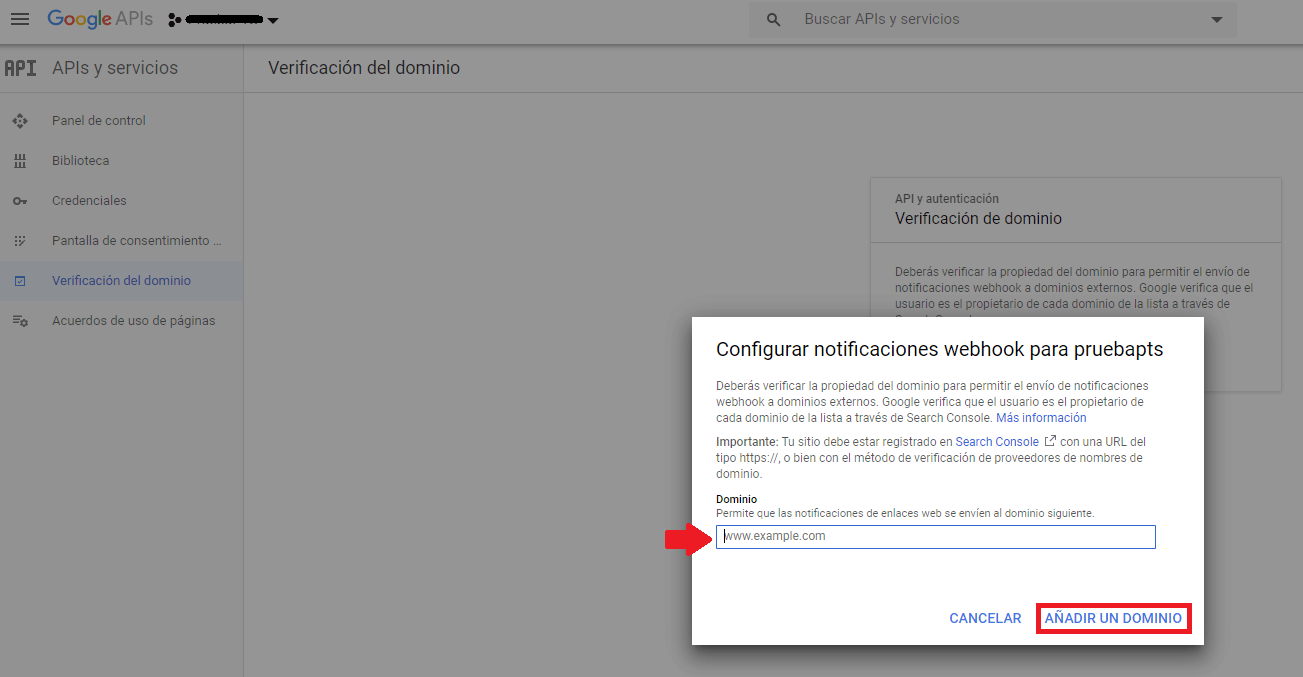 Google APIs
Buscar APIs y servicios
API APIs y servicios
Verificación del dominio
Panel de control
Biblioteca
Credenciales
Pantalla de consentimiento ...
Verificación del dominio
Acuerdos de uso de páginas
API y autenticación
Verificación de dominio
Deberás verificar la propiedad del dominio para permitir el envío de
notificaciones webhook a dominios externos. Google verifica que el
usuario es el propietario de cada dominio de la lista a través de
Configurar notificaciones webhook para pruebapts
Deberás verificar la propiedad del dominio para permitir el envío de notificaciones
webhook a dominios externos. Google verifica que el usuario es el propietario de
cada dominio de la lista a través de Search Console. Más información
Importante: Tu sitio debe estar registrado en Search Console con una URL del
tipo https://, o bien con el método de verificación de proveedores de nombres de
dominio.
Dominio
Permite que las notificaciones de enlaces web se envíen al dominio siguiente.
www.example.com
CANCELAR
AÑADIR UN DOMINIO